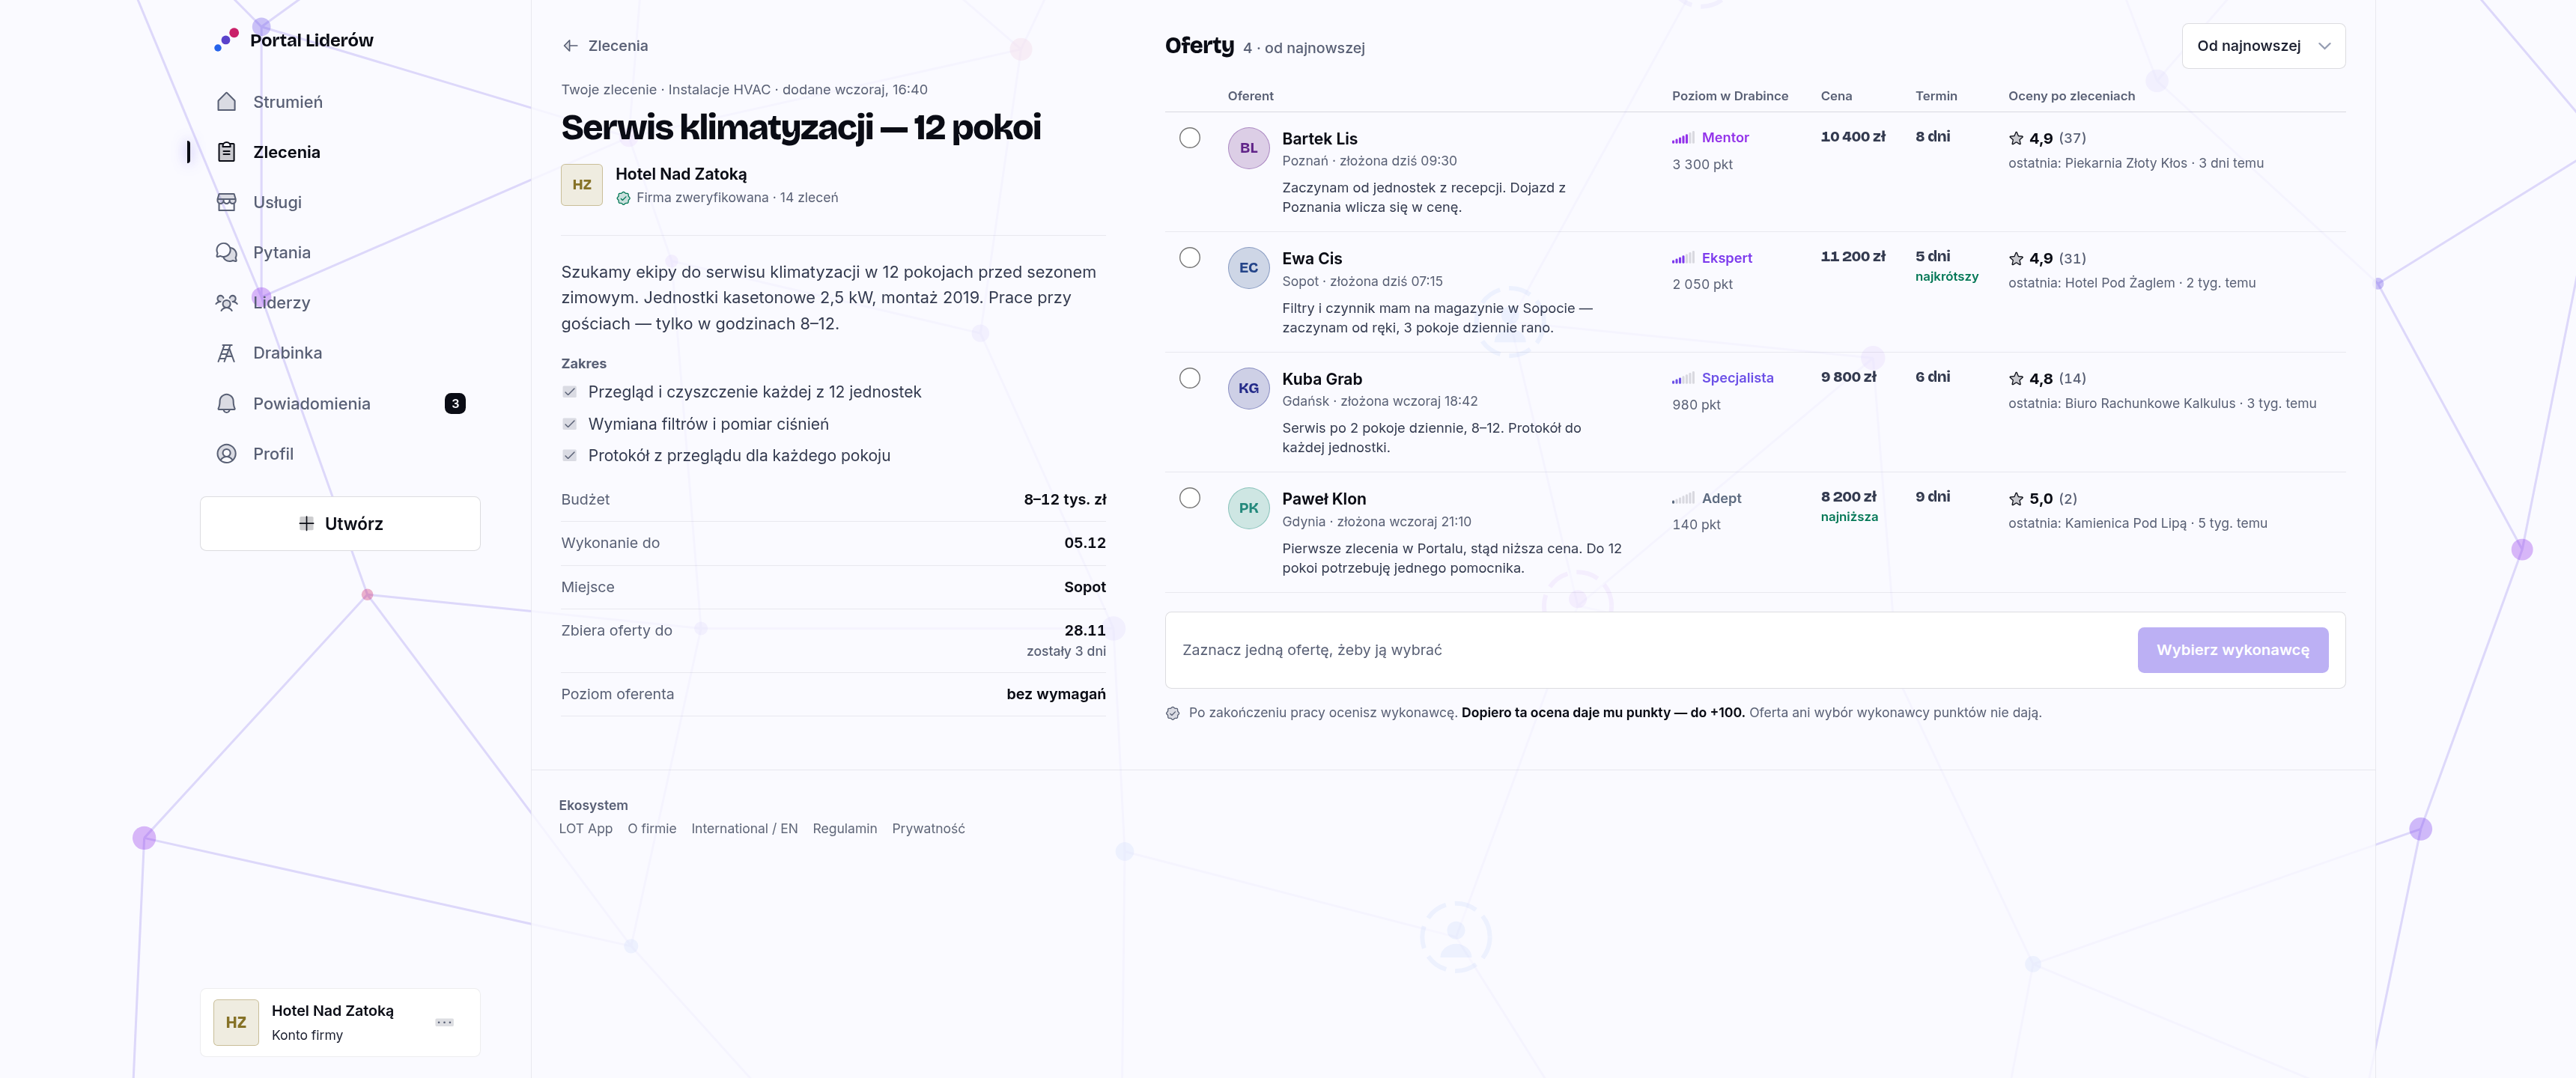 Portal Liderów
Strumień
Zlecenia
Usługi
Pytania
Liderzy
Drabinka
Powiadomienia 3
Profil
Utwórz
HZ
Hotel Nad Zatoką
Konto firmy
Zlecenia
Twoje zlecenie · Instalacje HVAC · dodane wczoraj, 16:40
Serwis klimatyzacji — 12 pokoi
HZ
Hotel Nad Zatoką
Firma zweryfikowana · 14 zleceń
Szukamy ekipy do serwisu klimatyzacji w 12 pokojach przed sezonem
zimowym. Jednostki kasetonowe 2,5 kW, montaż 2019. Prace przy
gościach — tylko w godzinach 8–12.
Zakres
Przegląd i czyszczenie każdej z 12 jednostek
Wymiana filtrów i pomiar ciśnień
Protokół z przeglądu dla każdego pokoju
Budżet 8–12 tys. zł
Wykonanie do 05.12
Miejsce Sopot
Zbiera oferty do 28.11
zostały 3 dni
Poziom oferenta bez wymagań
Oferty 4 · od najnowszej
Od najnowszej
Oferent Poziom w Drabince Cena Termin Oceny po zleceniach
BL Bartek Lis Mentor 10 400 zł 8 dni 4,9 (37)
Poznań · złożona dziś 09:30 3 300 pkt ostatnia: Piekarnia Złoty Kłos · 3 dni temu
Zaczynam od jednostek z recepcji. Dojazd z
Poznania wlicza się w cenę.
EC Ewa Cis Ekspert 11 200 zł 5 dni 4,9 (31)
Sopot · złożona dziś 07:15 2 050 pkt najkrótszy ostatnia: Hotel Pod Żaglem · 2 tyg. temu
Filtry i czynnik mam na magazynie w Sopocie —
zaczynam od ręki, 3 pokoje dziennie rano.
KG Kuba Grab Specjalista 9 800 zł 6 dni 4,8 (14)
Gdańsk · złożona wczoraj 18:42 980 pkt ostatnia: Biuro Rachunkowe Kalkulus · 3 tyg. temu
Serwis po 2 pokoje dziennie, 8–12. Protokół do
każdej jednostki.
PK Paweł Klon Adept 8 200 zł 9 dni 5,0 (2)
Gdynia · złożona wczoraj 21:10 140 pkt najniższa ostatnia: Kamienica Pod Lipą · 5 tyg. temu
Pierwsze zlecenia w Portalu, stąd niższa cena. Do 12
pokoi potrzebuję jednego pomocnika.
Zaznacz jedną ofertę, żeby ją wybrać Wybierz wykonawcę
Po zakończeniu pracy ocenisz wykonawcę. Dopiero ta ocena daje mu punkty — do +100. Oferta ani wybór wykonawcy punktów nie dają.
Ekosystem
LOT App O firmie International / EN Regulamin Prywatność